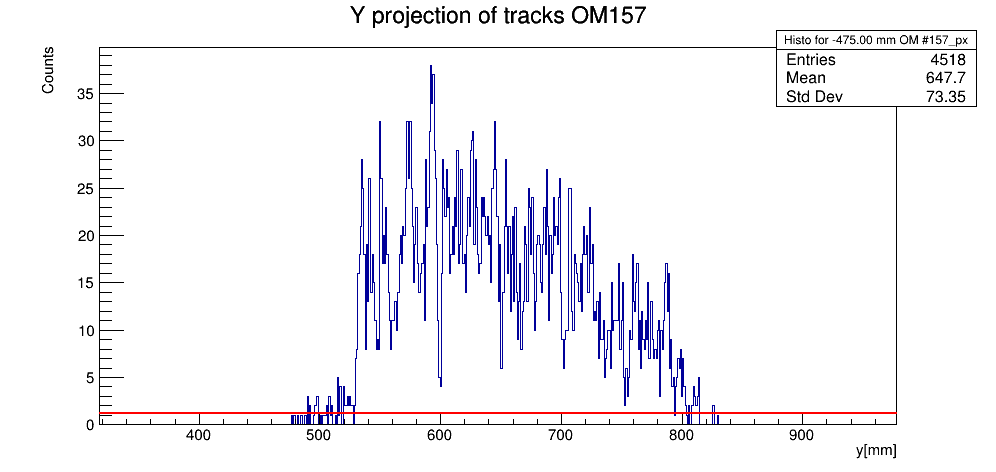 Y projection of tracks OM157
Histo for -475.00 mm OM #157_px
Entries 4518
Mean 647.7
Std Dev 73.35
Counts
35
30
25
20
15
10
5
0
400 500 600 700 800 900
y[mm]